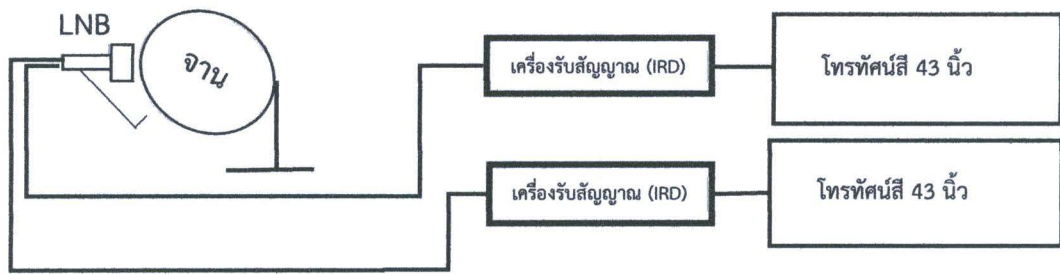 LNB
จาน
เครื่องรับสัญญาณ (IRD)
โทรทัศน์สี 43 นิ้ว
เครื่องรับสัญญาณ (IRD)
โทรทัศน์สี 43 นิ้ว